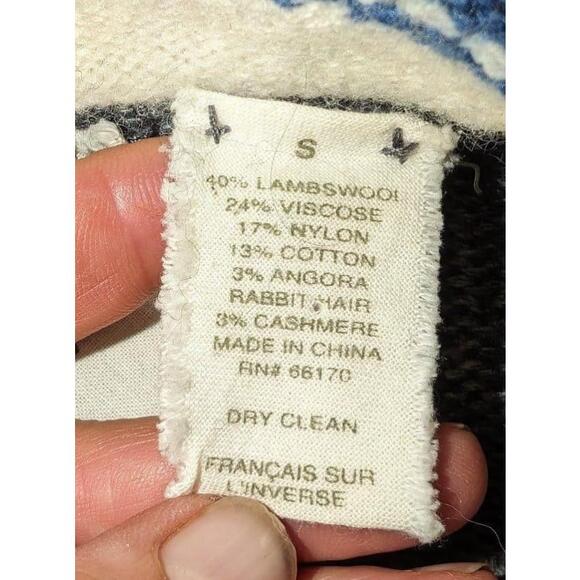 S
40% LAMBSWOOL
24% VISCOSE
17% NYLON
13% COTTON
3% ANGORA
RABBIT HAIR
3% CASHMERE
MADE IN CHINA
RN# 66170
DRY CLEAN
FRANÇAIS SUR
L'INVERSE